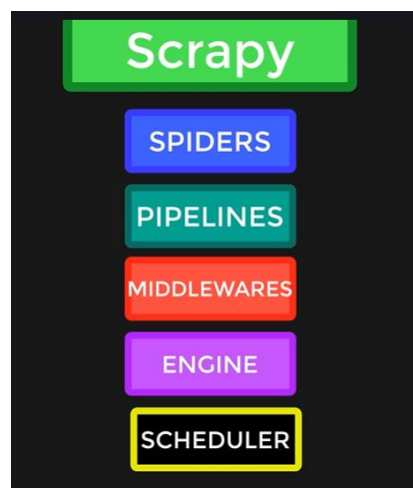 Scrapy
SPIDERS
PIPELINES
MIDDLEWARES
ENGINE
SCHEDULER